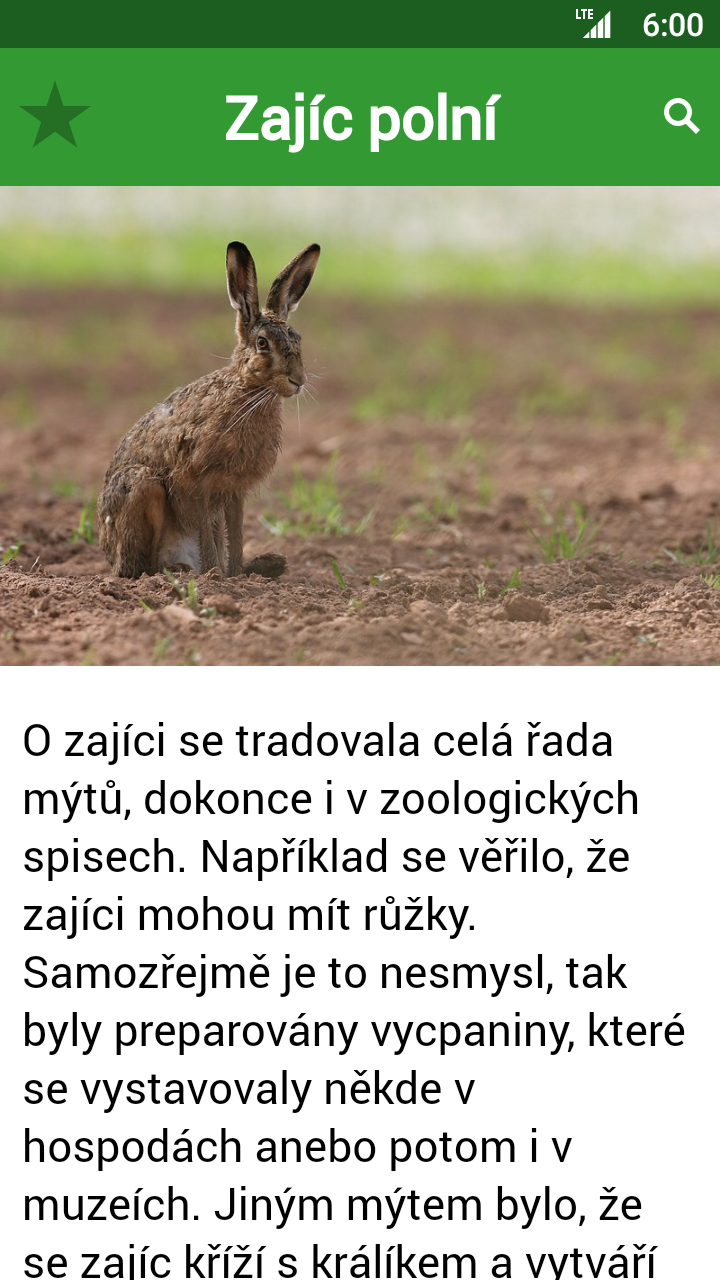 LTE 6:00
Zajíc polní
O zajíci se tradovala celá řada
mýtů, dokonce i v zoologických
spisech. Například se věřilo, že
zajíci mohou mít růžky.
Samozřejmě je to nesmysl, tak
byly preparovány vycpaniny, které
se vystavovaly někde v
hospodách anebo potom i v
muzeích. Jiným mýtem bylo, že
se zajíc kříží s králíkem a vytváří